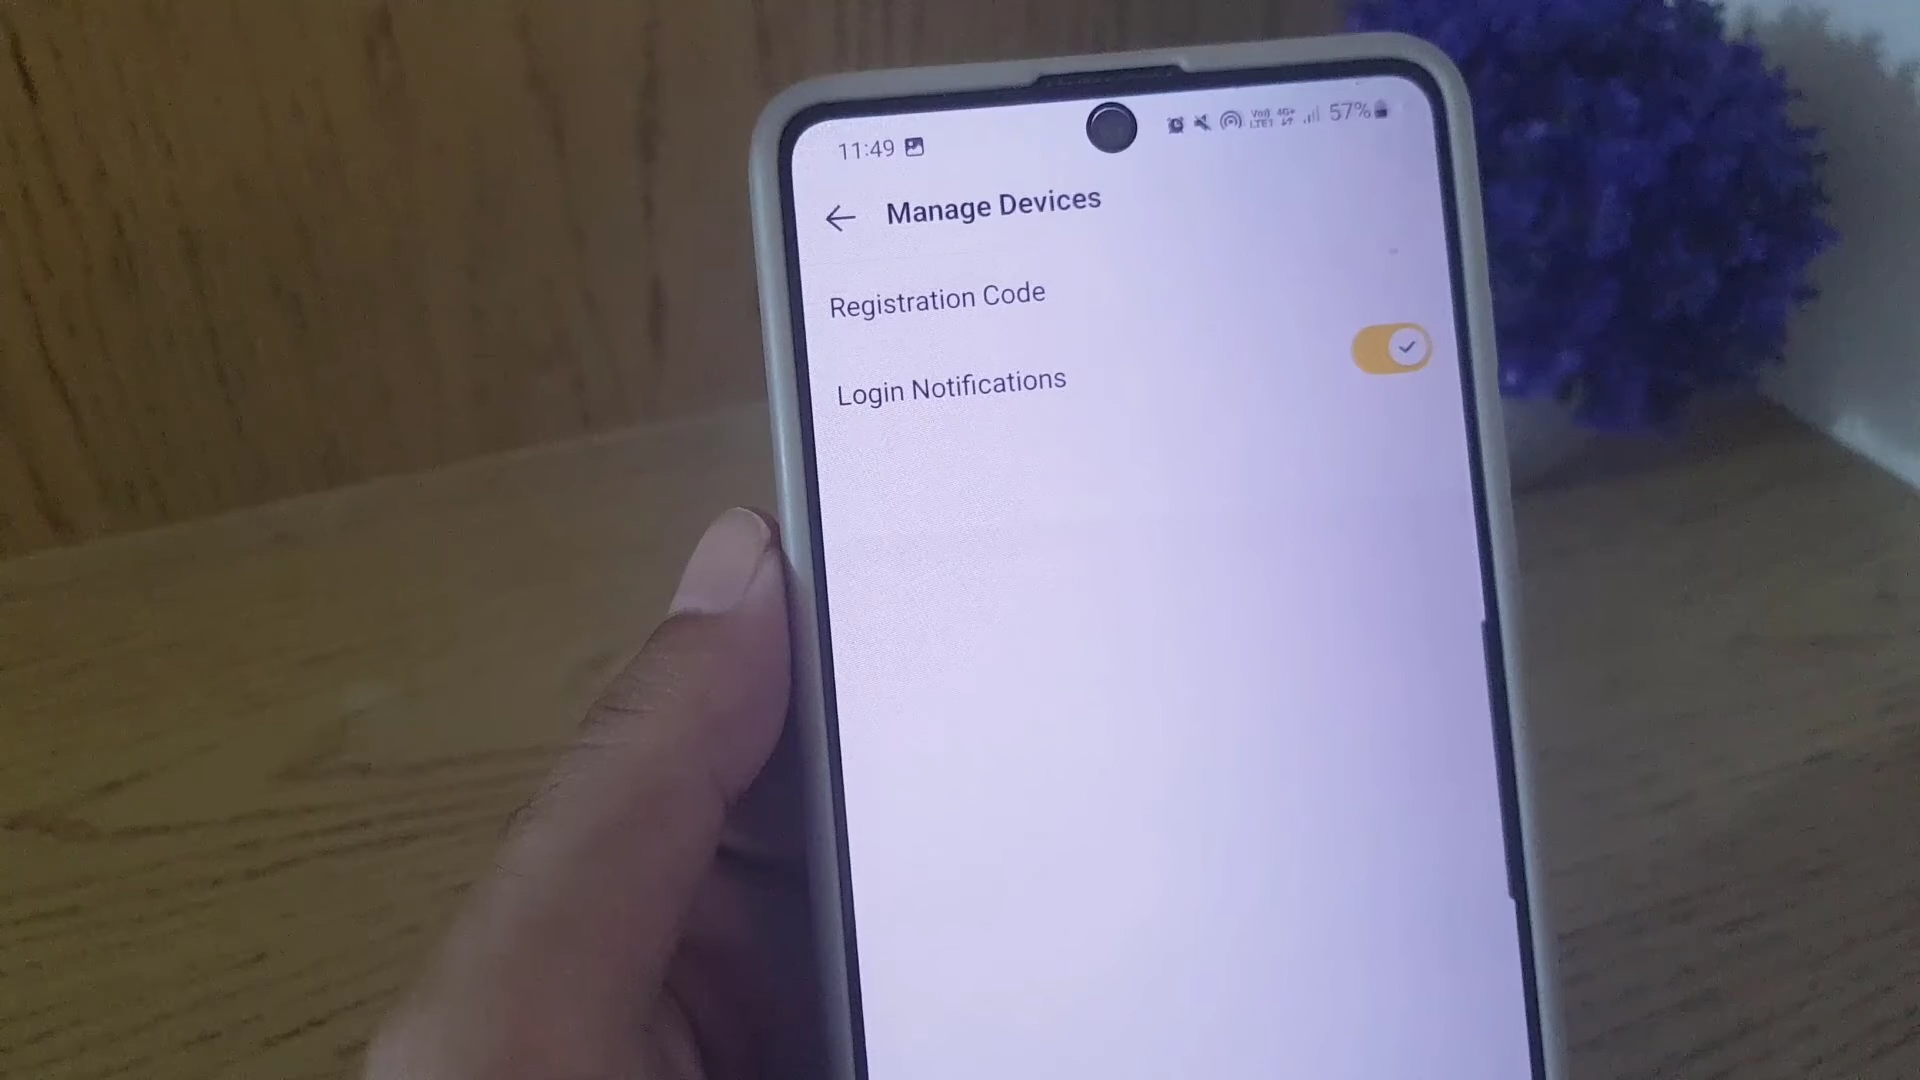 11:49 57%
Manage Devices
Registration Code
Login Notifications